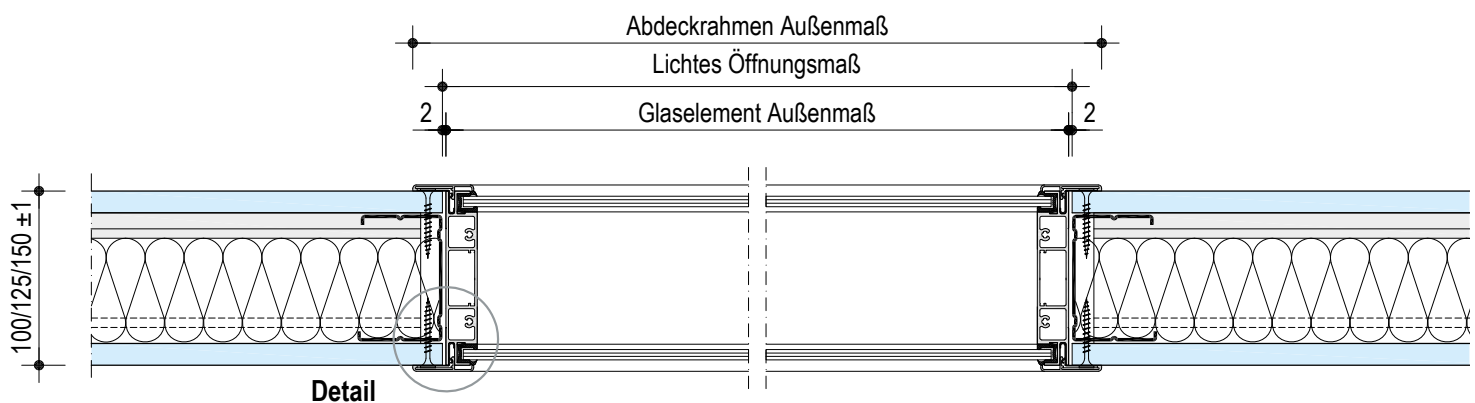 Abdeckrahmen Außenmaß
Lichtes Öffnungsmaß
2 Glaselement Außenmaß 2
100/125/150 ±1
Detail